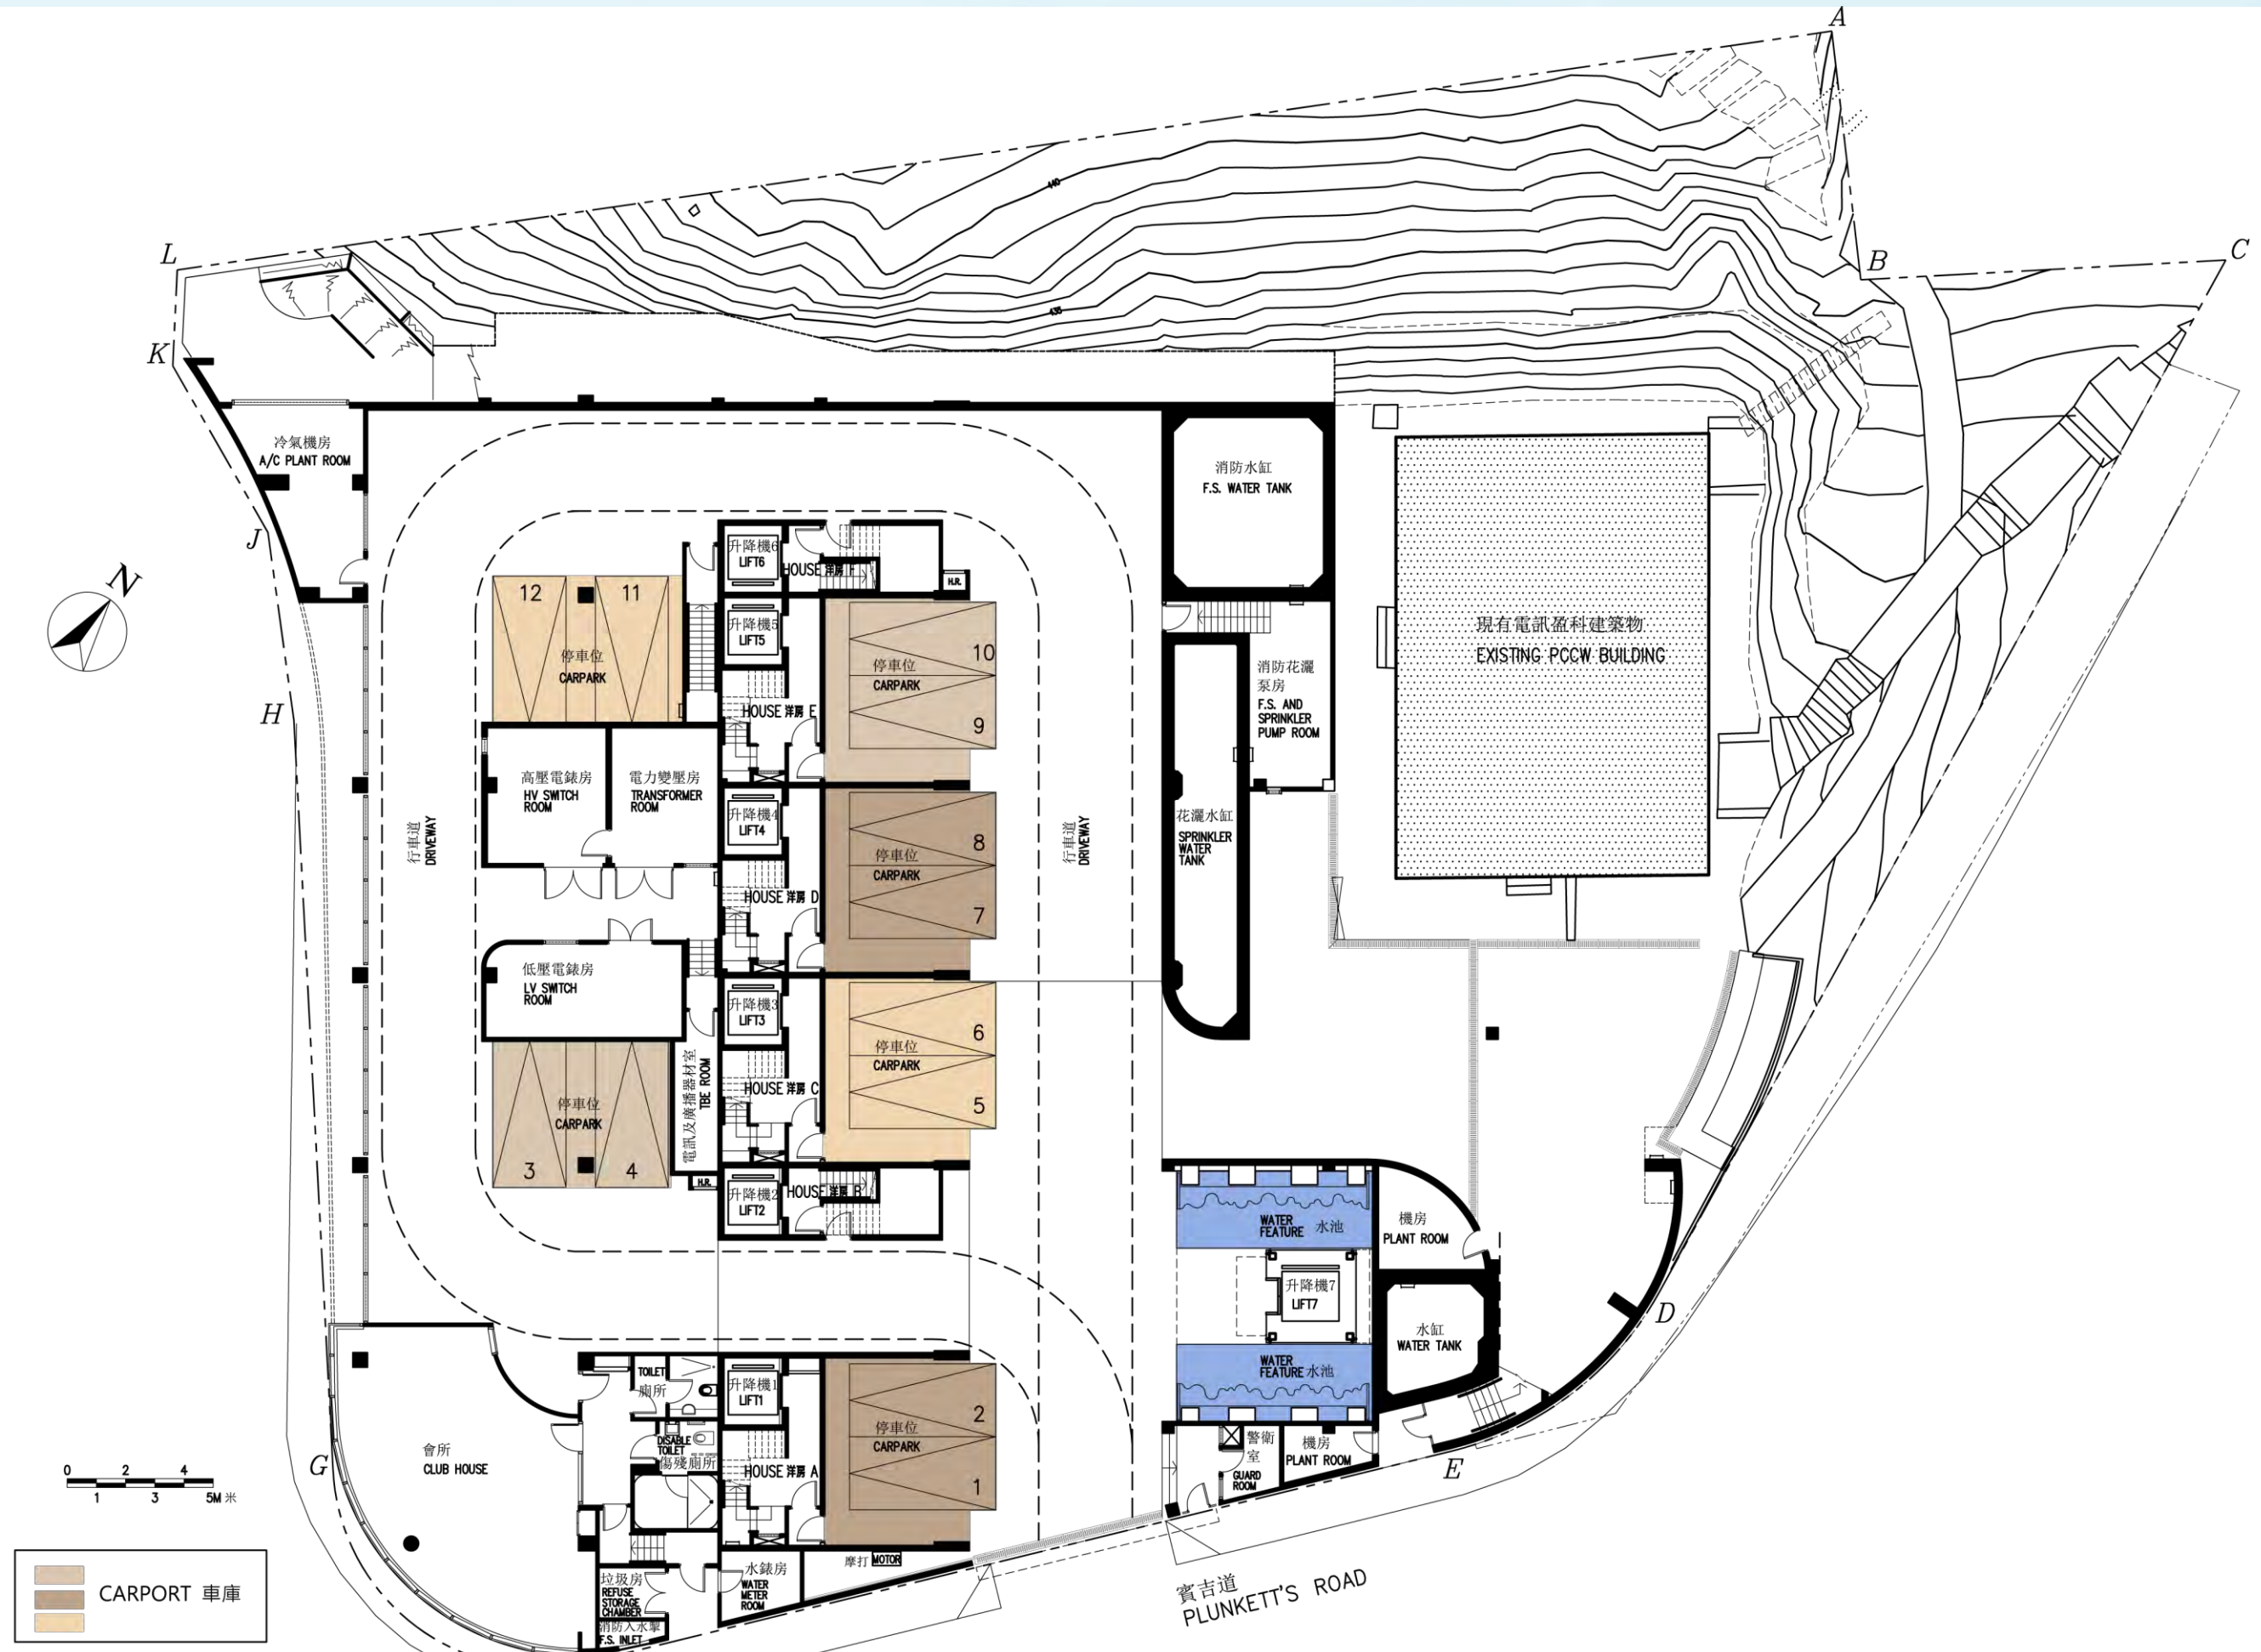 A
B
C
L
K
J
H
G
D
E
N
440
435
冷氣機房
A/C PLANT ROOM
消防水缸
F.S. WATER TANK
升降機6
LIFT6
HOUSE 洋房 F
H.R.
12
11
停車位
CARPARK
升降機5
LIFT5
停車位
CARPARK
10
9
HOUSE 洋房 E
消防花灑
泵房
F.S. AND
SPRINKLER
PUMP ROOM
現有電訊盈科建築物
EXISTING PCCW BUILDING
高壓電錶房
HV SWITCH
ROOM
電力變壓房
TRANSFORMER
ROOM
升降機4
LIFT4
停車位
CARPARK
8
7
HOUSE 洋房 D
行車道
DRIVEWAY
行車道
DRIVEWAY
花灑水缸
SPRINKLER
WATER
TANK
低壓電錶房
LV SWITCH
ROOM
升降機3
LIFT3
停車位
CARPARK
6
5
HOUSE 洋房 C
電訊及廣播器材室
TBE ROOM
停車位
CARPARK
3
4
H.R.
升降機2
LIFT2
HOUSE 洋房 B
WATER
FEATURE 水池
機房
PLANT ROOM
升降機7
LIFT7
水缸
WATER TANK
WATER
FEATURE 水池
TOILET
廁所
升降機1
LIFT1
停車位
CARPARK
2
1
HOUSE 洋房 A
DISABLE
TOILET
傷殘廁所
會所
CLUB HOUSE
警衛
室
GUARD
ROOM
機房
PLANT ROOM
0 2 4
1 3 5M 米
摩打 MOTOR
水錶房
WATER
METER
ROOM
垃圾房
REFUSE
STORAGE
CHAMBER
消防入水掣
F.S. INLET
賓吉道
PLUNKETT'S ROAD
CARPORT 車庫